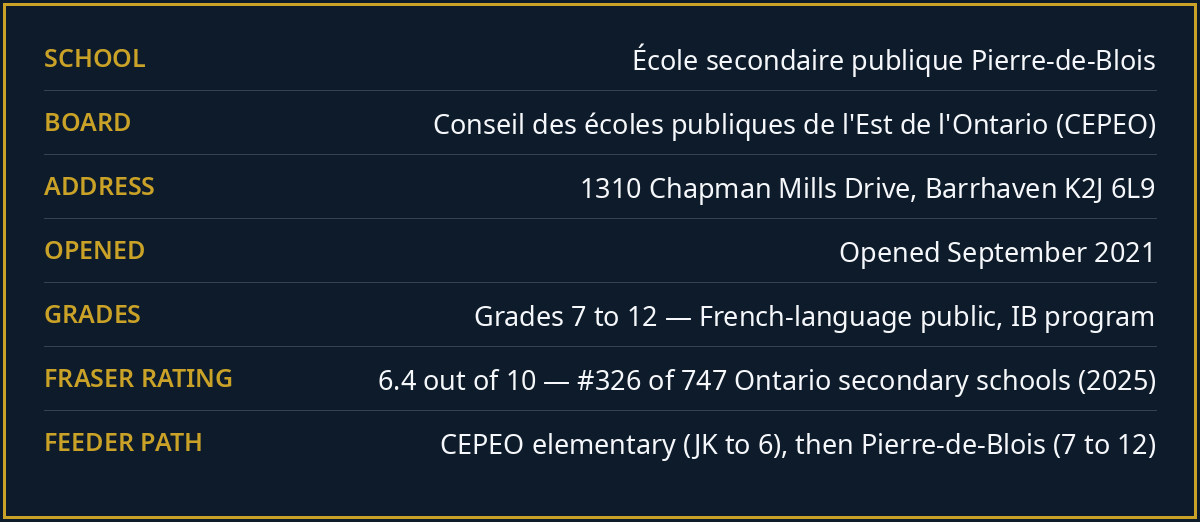 SCHOOL École secondaire publique Pierre-de-Blois
BOARD Conseil des écoles publiques de l'Est de l'Ontario (CEPEO)
ADDRESS 1310 Chapman Mills Drive, Barrhaven K2J 6L9
OPENED Opened September 2021
GRADES Grades 7 to 12 — French-language public, IB program
FRASER RATING 6.4 out of 10 — #326 of 747 Ontario secondary schools (2025)
FEEDER PATH CEPEO elementary (JK to 6), then Pierre-de-Blois (7 to 12)